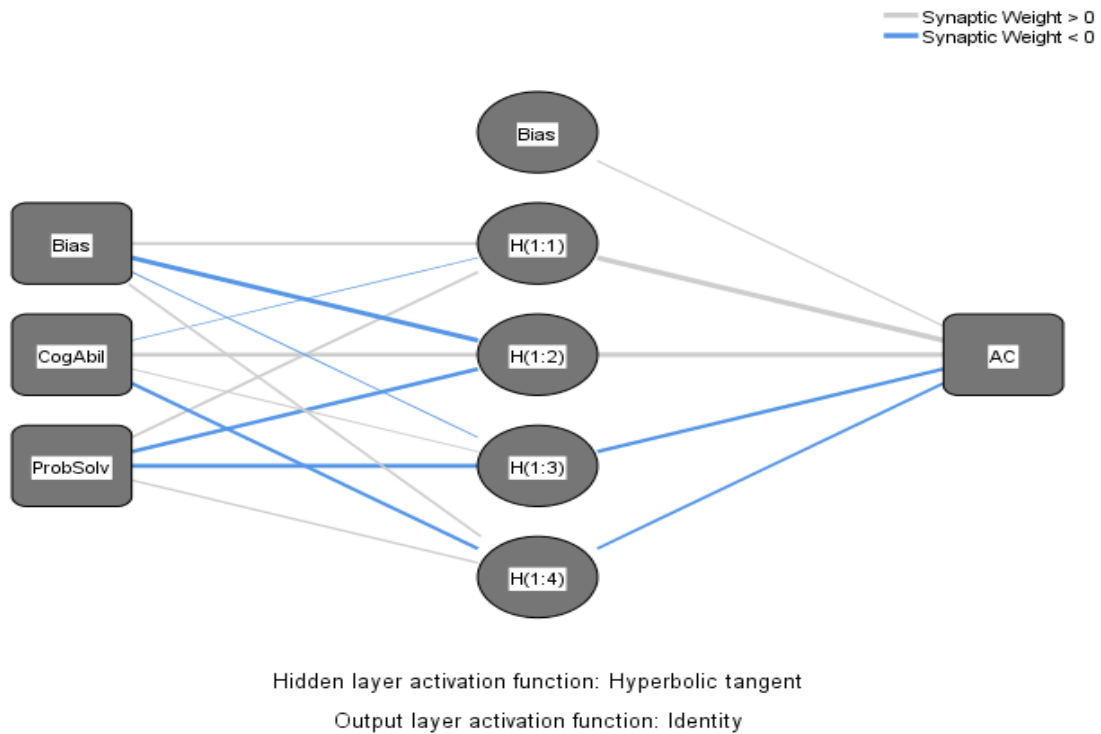 Synaptic Weight > 0
Synaptic Weight < 0
Bias
Bias
H(1:1)
CogAbil
H(1:2)
AC
ProbSolv
H(1:3)
H(1:4)
Hidden layer activation function: Hyperbolic tangent
Output layer activation function: Identity